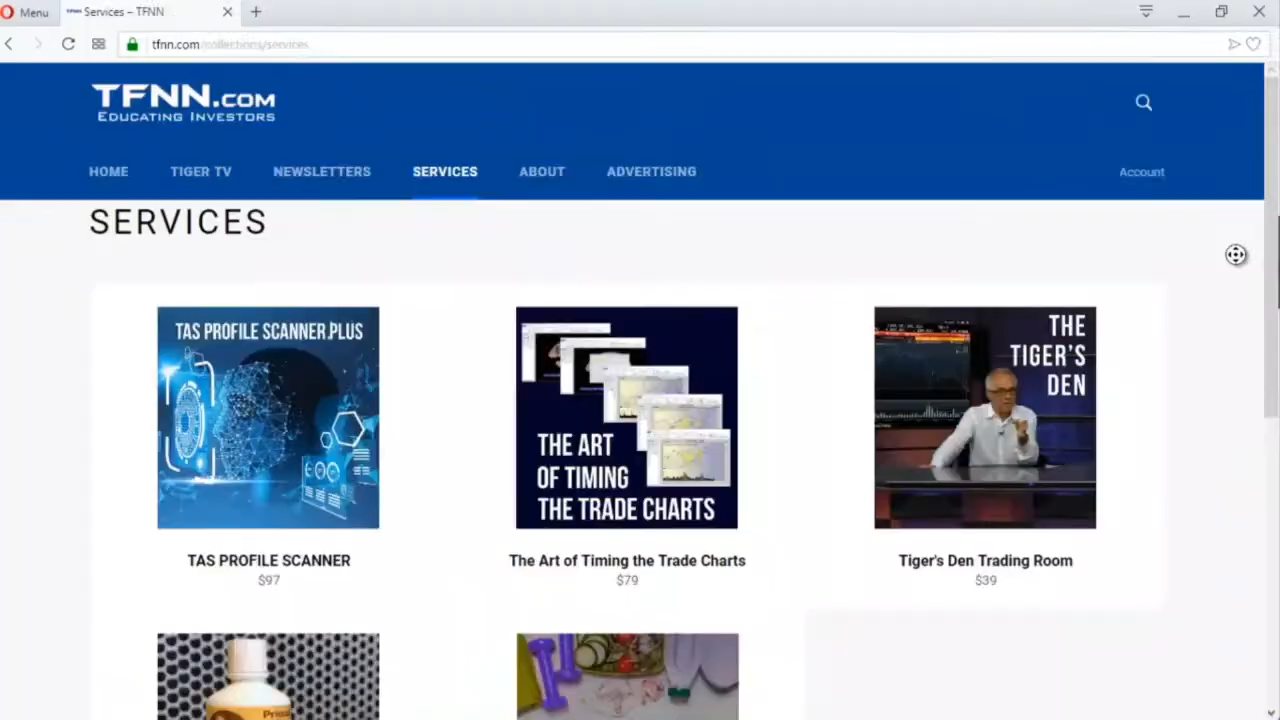 Menu
TFNN Services – TFNN
tfnn.com/collections/services
TFNN.COM
EDUCATING INVESTORS
HOME
TIGER TV
NEWSLETTERS
SERVICES
ABOUT
ADVERTISING
Account
SERVICES
TAS PROFILE SCANNER.PLUS
THE ART
OF TIMING
THE TRADE CHARTS
THE
TIGER'S
DEN
TAS PROFILE SCANNER
The Art of Timing the Trade Charts
Tiger's Den Trading Room
$97
$79
$39